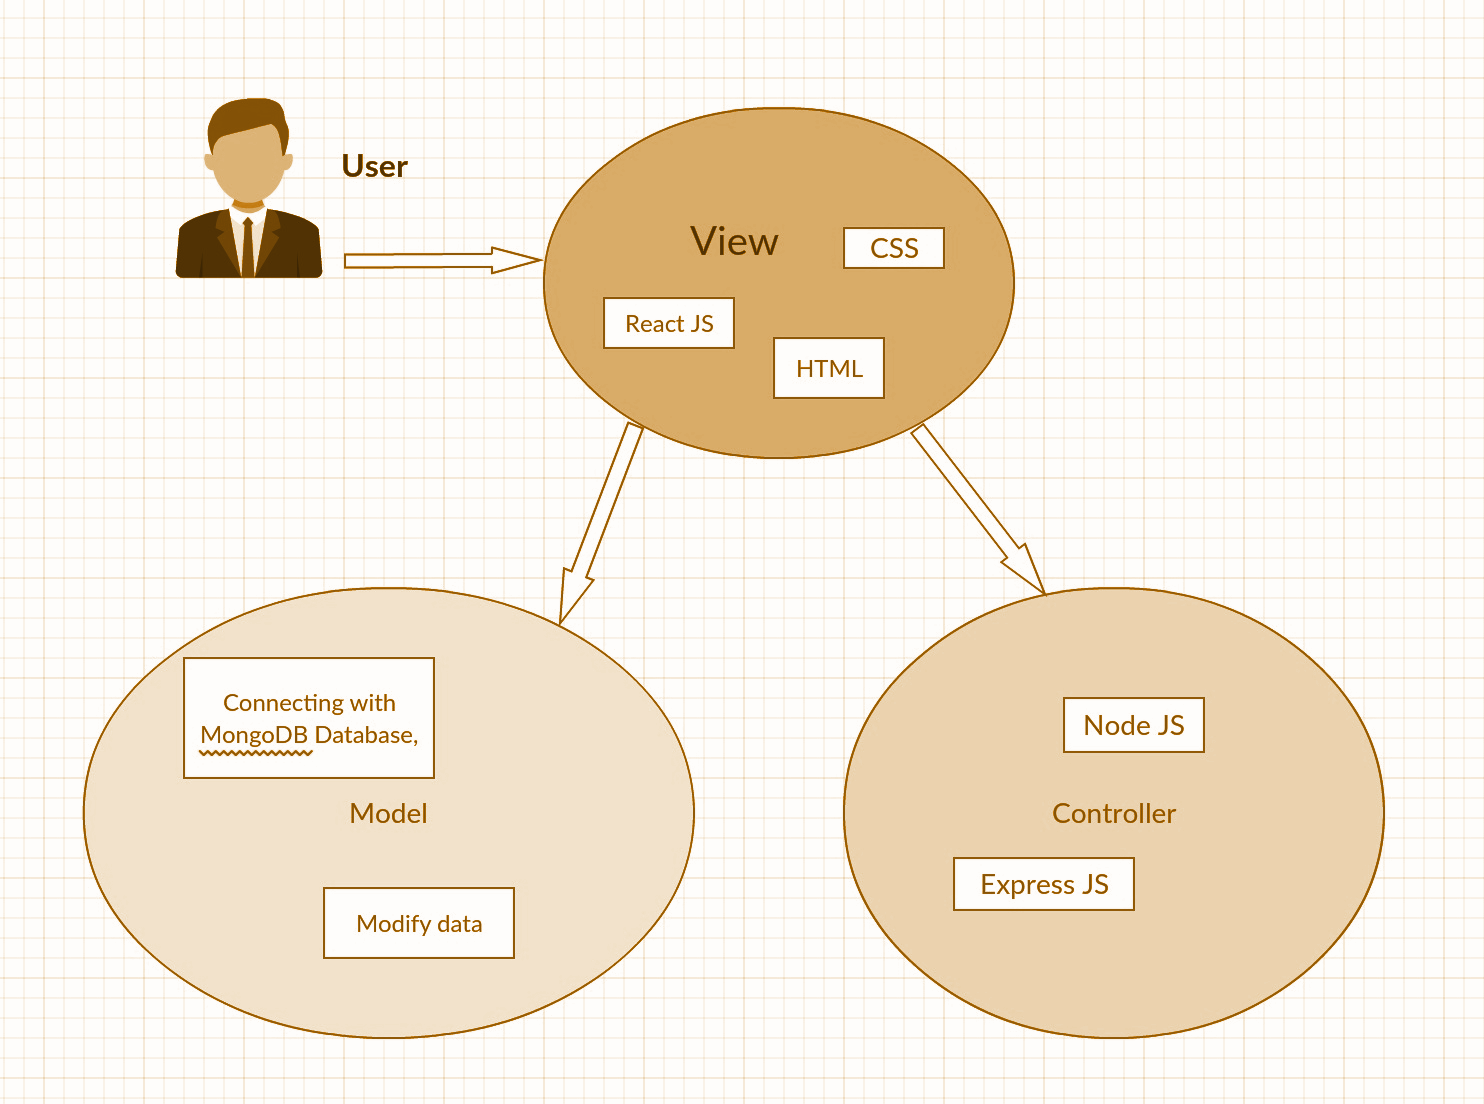 User
View
CSS
React JS
HTML
Connecting with
MongoDB Database,
Model
Modify data
Node JS
Controller
Express JS